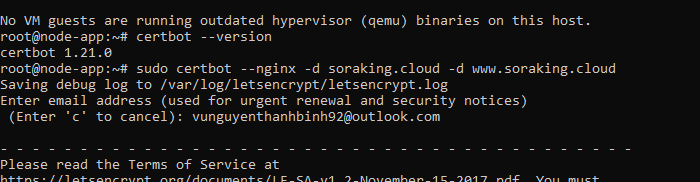 No VM guests are running outdated hypervisor (qemu) binaries on this host.
root@node-app:~# certbot --version
certbot 1.21.0
root@node-app:~# sudo certbot --nginx -d soraking.cloud -d www.soraking.cloud
Saving debug log to /var/log/letsencrypt/letsencrypt.log
Enter email address (used for urgent renewal and security notices)
 (Enter 'c' to cancel): vunguyenthanhbinh92@outlook.com
- - - - - - - - - - - - - - - - - - - - - - - - - - - - - - - - - - - - - - - -
Please read the Terms of Service at
https://letsencrypt.org/documents/LE-SA-v1.2-November-15-2017.pdf. You must